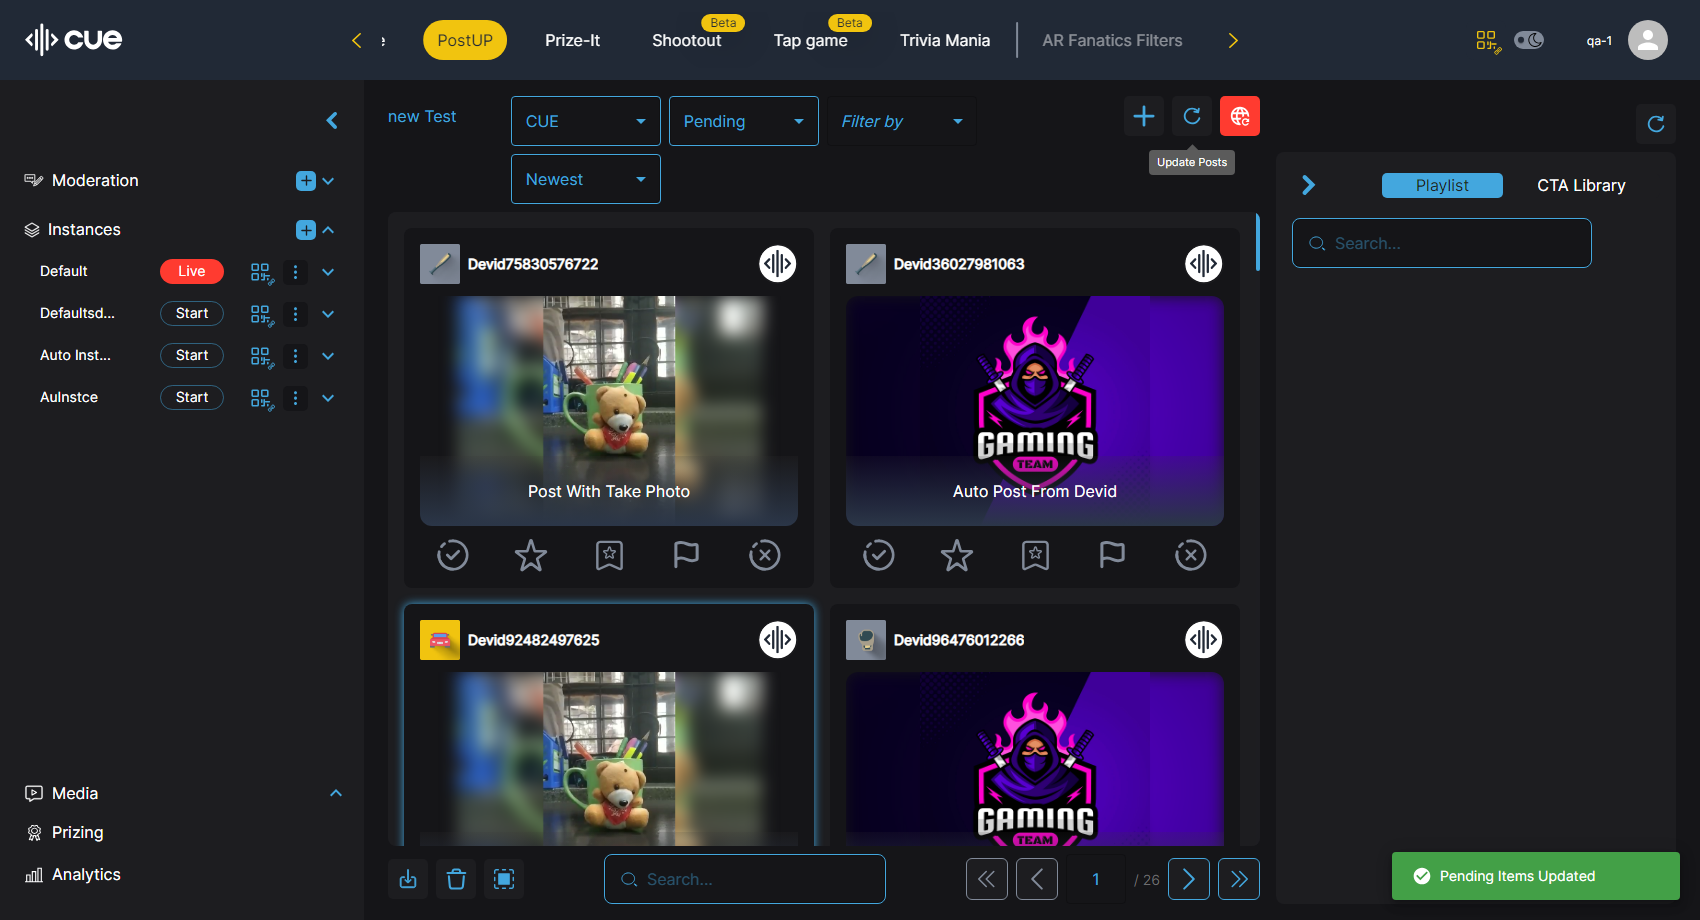 cue
PostUP
Prize-It
Beta
Shootout
Beta
Tap game
Trivia Mania
AR Fanatics Filters
qa-1
Moderation
Instances
Default
Live
Defaultsd...
Start
Auto Inst...
Start
AuInstce
Start
Media
Prizing
Analytics
new Test
CUE
Pending
Filter by
Newest
Update Posts
Devid75830576722
Post With Take Photo
Devid36027981063
GAMING
TEAM
Auto Post From Devid
Devid92482497625
Devid96476012266
GAMING
TEAM
Search...
1
/ 26
Playlist
CTA Library
Search...
Pending Items Updated